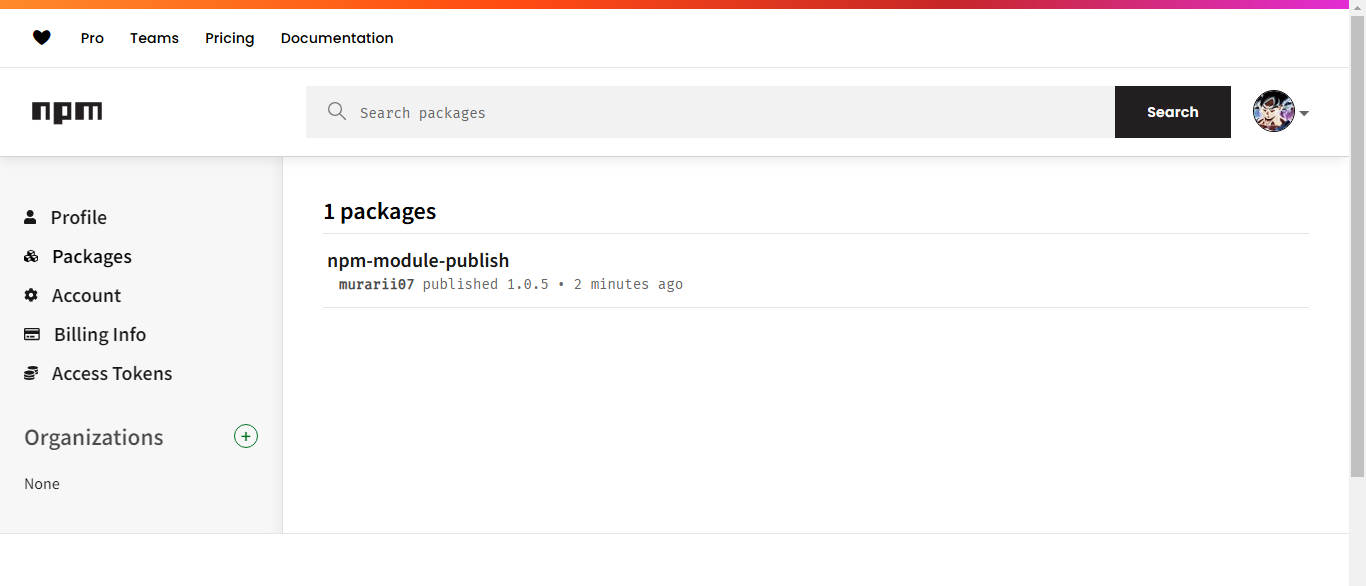 Pro Teams Pricing Documentation
npm
Search packages
Search
Profile
Packages
Account
Billing Info
Access Tokens
Organizations
None
1 packages
npm-module-publish
murarii07 published 1.0.5 • 2 minutes ago